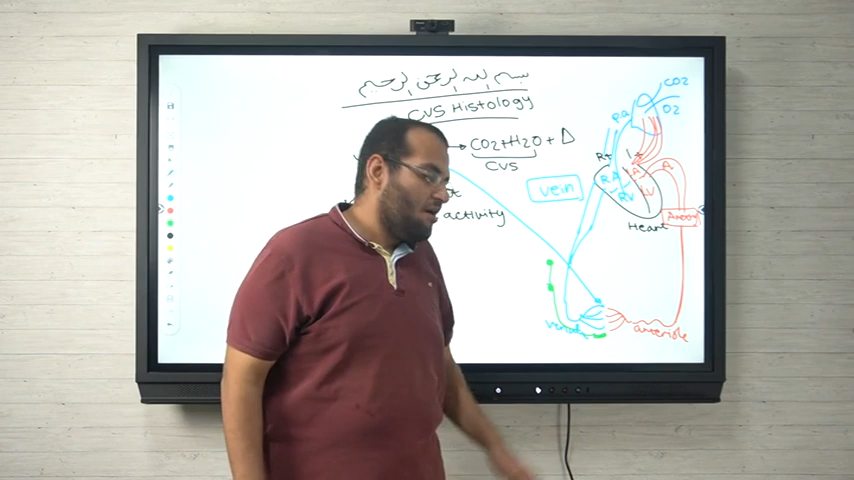 بسم الله الرحمن الرحيم
CVS Histology
→ CO2+H2O + Δ
CVS
activity
vein
CO2
O2
PA
Rt
RA
RV
LV
A.
Artery
Heart
arteriole